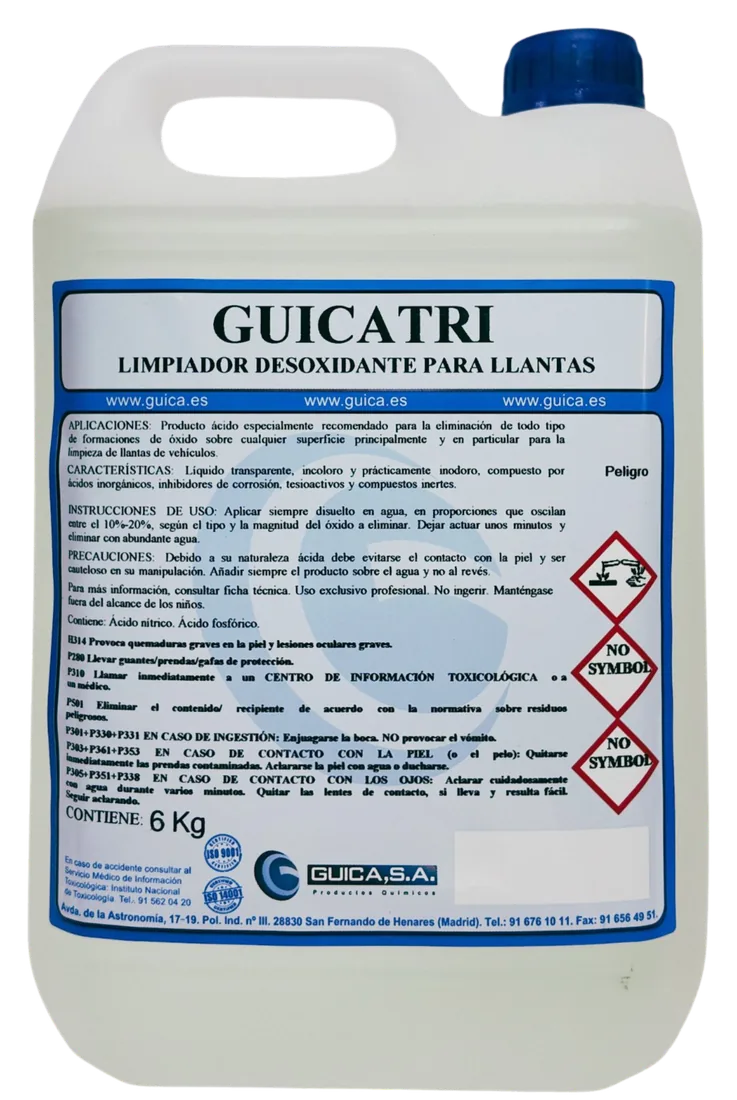 GUICATRI
LIMPIADOR DESOXIDANTE PARA LLANTAS
www.guica.es www.guica.es www.guica.es
APLICACIONES: Producto ácido especialmente recomendado para la eliminación de todo tipo
de formaciones de óxido sobre cualquier superficie principalmente y en particular para la
limpieza de llantas de vehículos.
CARACTERÍSTICAS: Líquido transparente, incoloro y prácticamente inodoro, compuesto por
ácidos inorgánicos, inhibidores de corrosión, tesioactivos y compuestos inertes.
Peligro
INSTRUCCIONES DE USO: Aplicar siempre disuelto en agua, en proporciones que oscilan
entre el 10%-20%, según el tipo y la magnitud del óxido a eliminar. Dejar actuar unos minutos y
eliminar con abundante agua.
PRECAUCIONES: Debido a su naturaleza ácida debe evitarse el contacto con la piel y ser
cauteloso en su manipulación. Añadir siempre el producto sobre el agua y no al revés.
Para más información, consultar ficha técnica. Uso exclusivo profesional. No ingerir. Manténgase
fuera del alcance de los niños.
Contiene: Ácido nítrico. Ácido fosfórico.
H314 Provoca quemaduras graves en la piel y lesiones oculares graves.
P280 Llevar guantes/prendas/gafas de protección.
P310 Llamar inmediatamente a un CENTRO DE INFORMACIÓN TOXICOLÓGICA o a
un médico.
P501 Eliminar el contenido/ recipiente de acuerdo con la normativa sobre residuos
peligrosos.
P301+P330+P331 EN CASO DE INGESTIÓN: Enjuagarse la boca. NO provocar el vómito.
P303+P361+P353 EN CASO DE CONTACTO CON LA PIEL (o el pelo): Quitarse
inmediatamente las prendas contaminadas. Aclararse la piel con agua o ducharse.
P305+P351+P338 EN CASO DE CONTACTO CON LOS OJOS: Aclarar cuidadosamente
con agua durante varios minutos. Quitar las lentes de contacto, si lleva y resulta fácil.
Seguir aclarando.
NO
SYMBOL
NO
SYMBOL
CONTIENE: 6 Kg
En caso de accidente consultar al
Servicio Médico de Información
Toxicológica: Instituto Nacional
de Toxicología. Tel.: 91 562 04 20
CERTIFIED
ISO 9001
ISO 14001
GUICA,S.A.
Productos Químicos
Avda. de la Astronomía, 17-19. Pol. Ind. nº III. 28830 San Fernando de Henares (Madrid). Tel.: 91 676 10 11. Fax: 91 656 49 51.